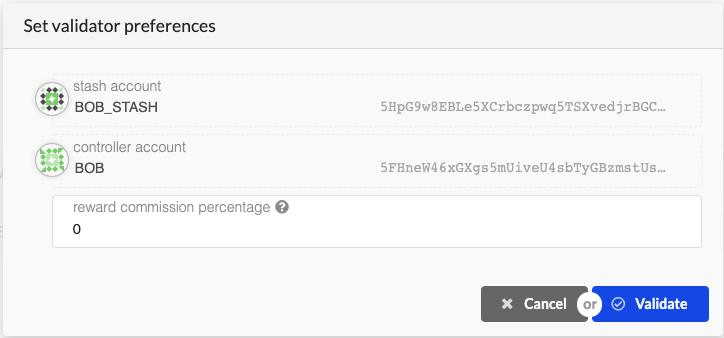 Set validator preferences
stash account
BOB_STASH 5HpG9w8EBLe5XCrbczpwq5TSXvedjrBGC…
controller account
BOB 5FHneW46xGXgs5mUiveU4sbTyGBzmstUs…
reward commission percentage ?
0
Cancel or Validate